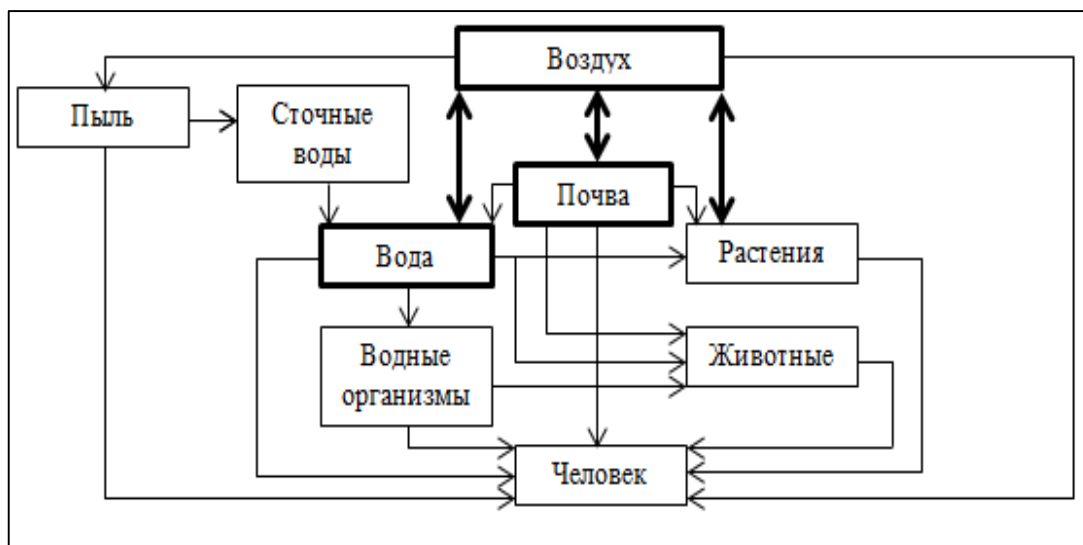 Воздух
Пыль
Сточные
воды
Почва
Вода
Растения
Водные
организмы
Животные
Человек